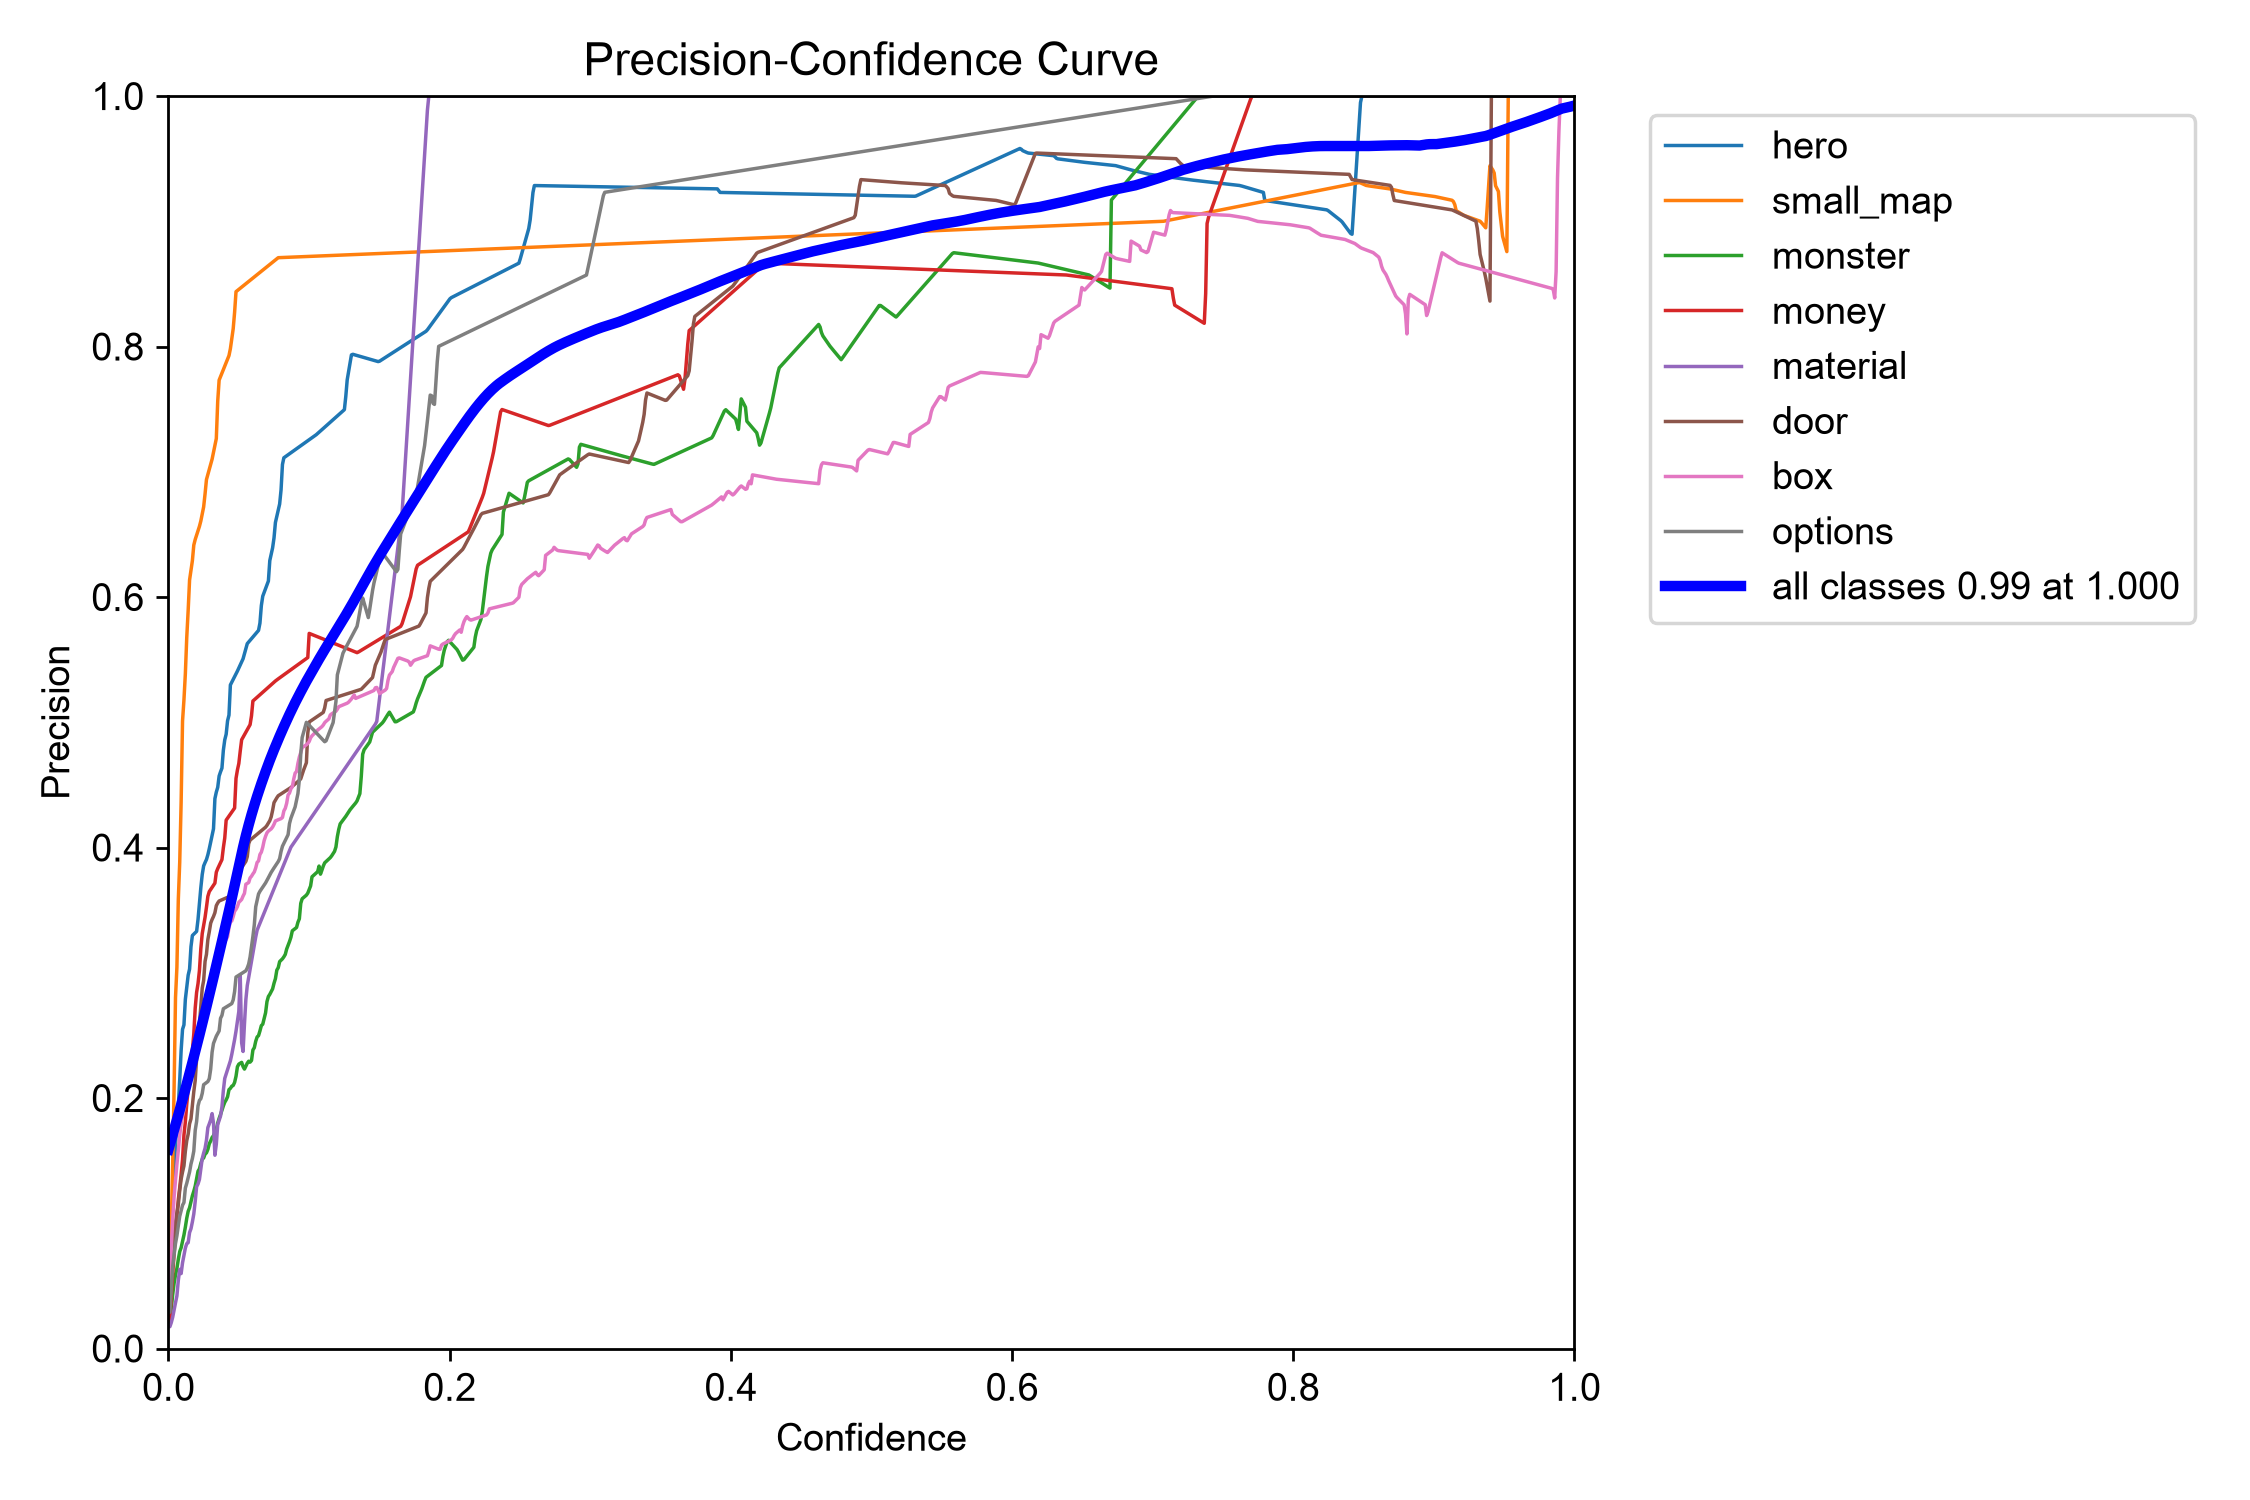 Precision-Confidence Curve
1.0
0.8
0.6
0.4
0.2
0.0
Precision
0.0 0.2 0.4 0.6 0.8 1.0
Confidence
hero
small_map
monster
money
material
door
box
options
all classes 0.99 at 1.000